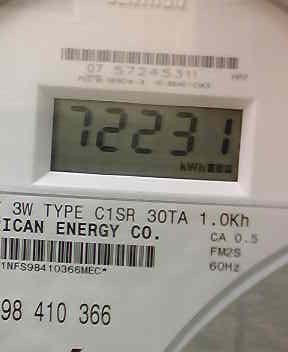 07 57245311
72231
kWh
3W TYPE C1SR 30TA 1.0Kh
ICAN ENERGY CO.
CA 0.5
FM2S
60Hz
1NFS98410366MEC*
98 410 366